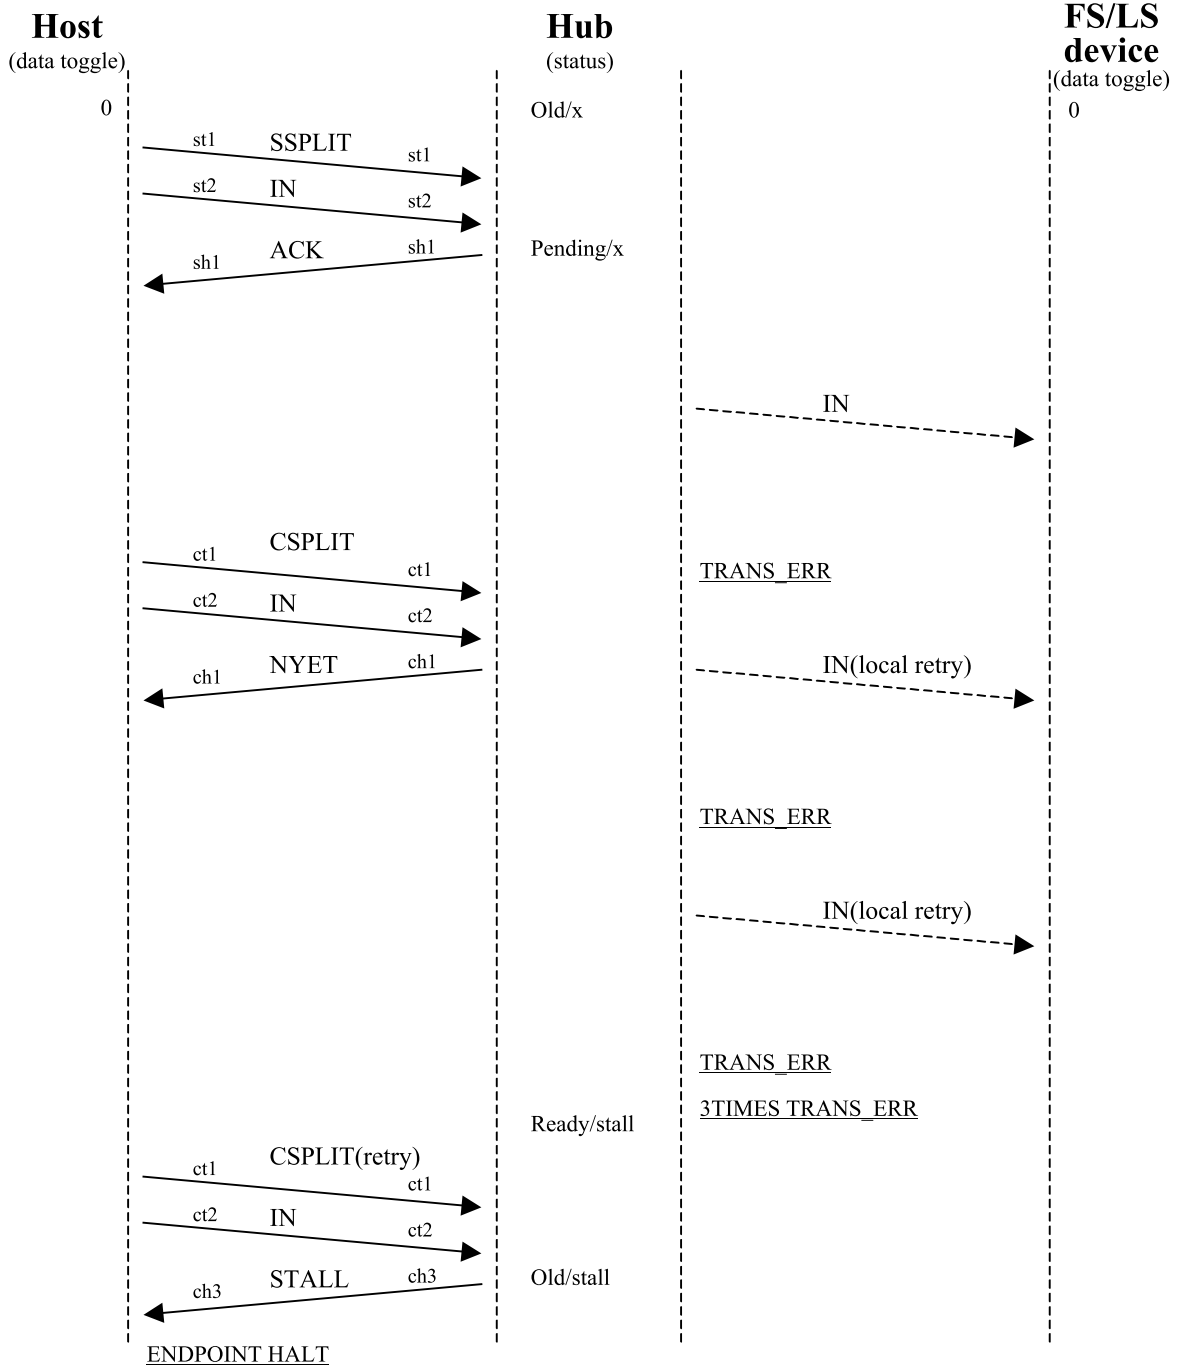 Host
(data toggle)
Hub
(status)
FS/LS
device
(data toggle)
0
Old/x
0
st1
SSPLIT
st1
st2
IN
st2
ACK
sh1
sh1
Pending/x
IN
CSPLIT
ct1
ct1
TRANS_ERR
ct2
IN
ct2
NYET
ch1
ch1
IN(local retry)
TRANS_ERR
IN(local retry)
TRANS_ERR
3TIMES TRANS_ERR
Ready/stall
CSPLIT(retry)
ct1
ct1
ct2
IN
ct2
STALL
ch3
ch3
Old/stall
ENDPOINT HALT